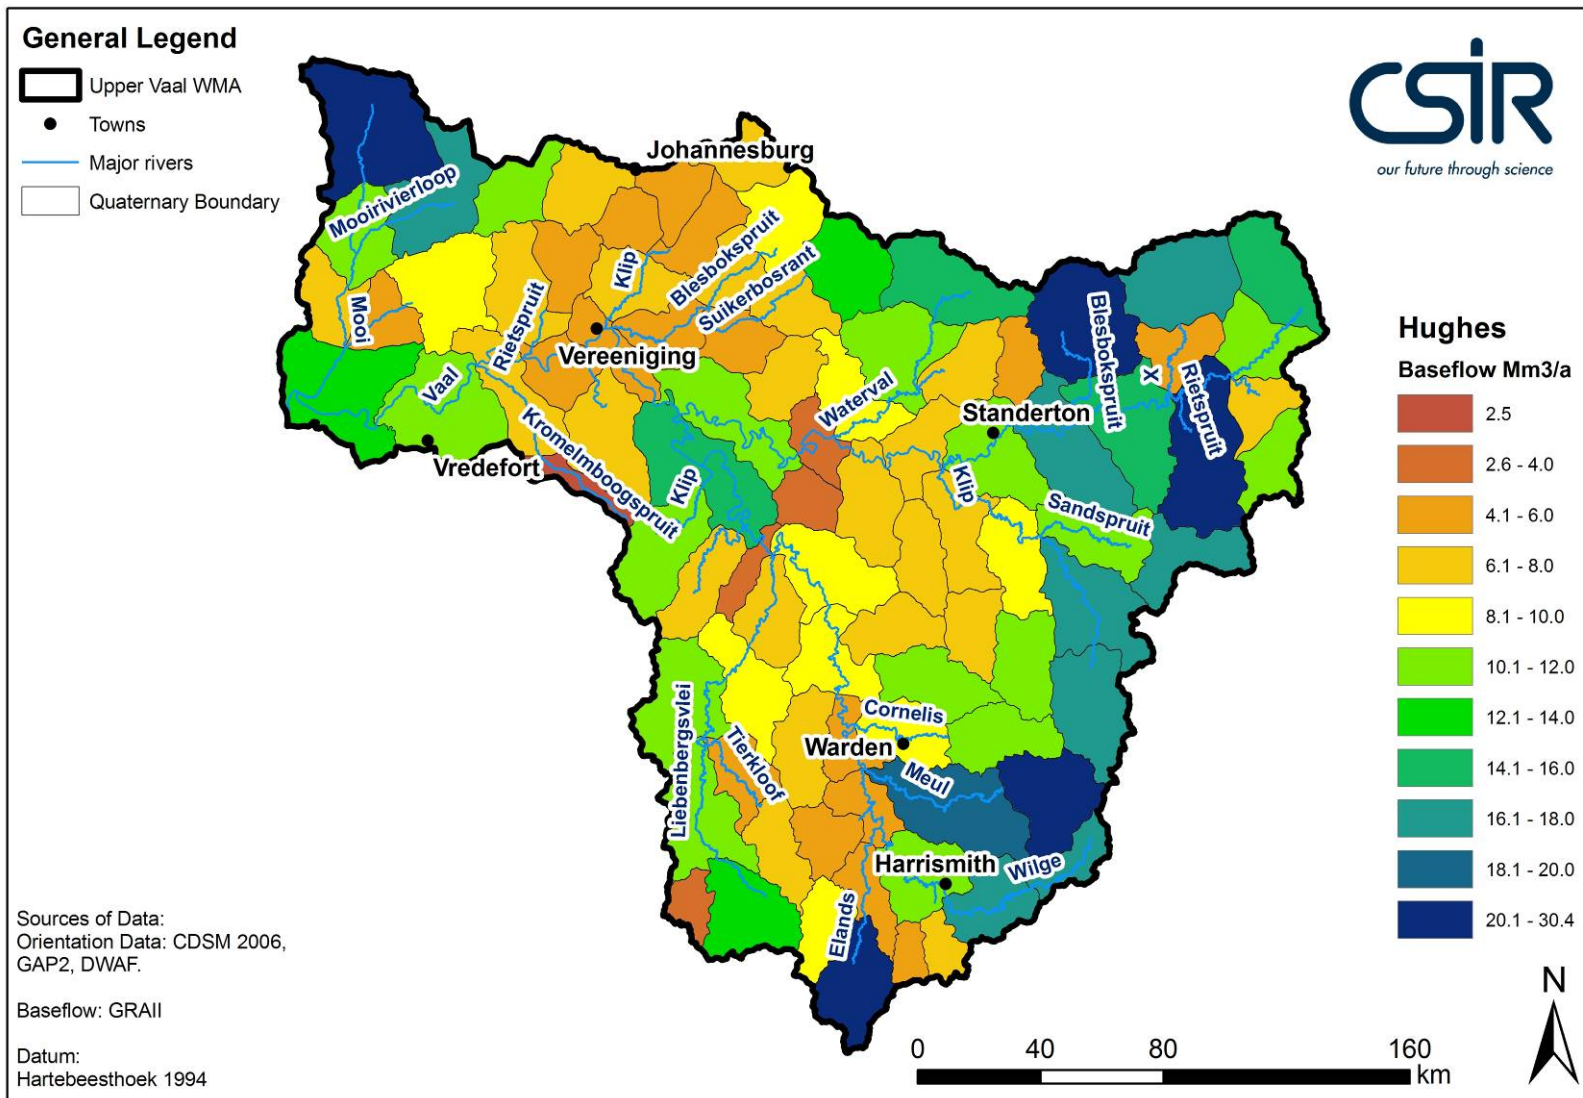 General Legend
Upper Vaal WMA
Towns
Major rivers
Quaternary Boundary
CSIR
our future through science
Johannesburg
Mooirivierloop
Klip
Blesbokspruit
Suikerbosrant
Mooi
Rietspruit
Vereeniging
Vaal
Blesbokspruit
X
Rietspruit
Waterval
Standerton
Kromelmboogspruit
Vredefort
Klip
Klip
Sandspruit
Liebenbergsvlei
Tierkloof
Cornelis
Warden
Meul
Harrismith
Wilge
Elands
Hughes
Baseflow Mm3/a
2.5
2.6 - 4.0
4.1 - 6.0
6.1 - 8.0
8.1 - 10.0
10.1 - 12.0
12.1 - 14.0
14.1 - 16.0
16.1 - 18.0
18.1 - 20.0
20.1 - 30.4
Sources of Data:
Orientation Data: CDSM 2006,
GAP2, DWAF.
Baseflow: GRAII
Datum:
Hartebeesthoek 1994
0 40 80 160
km
N